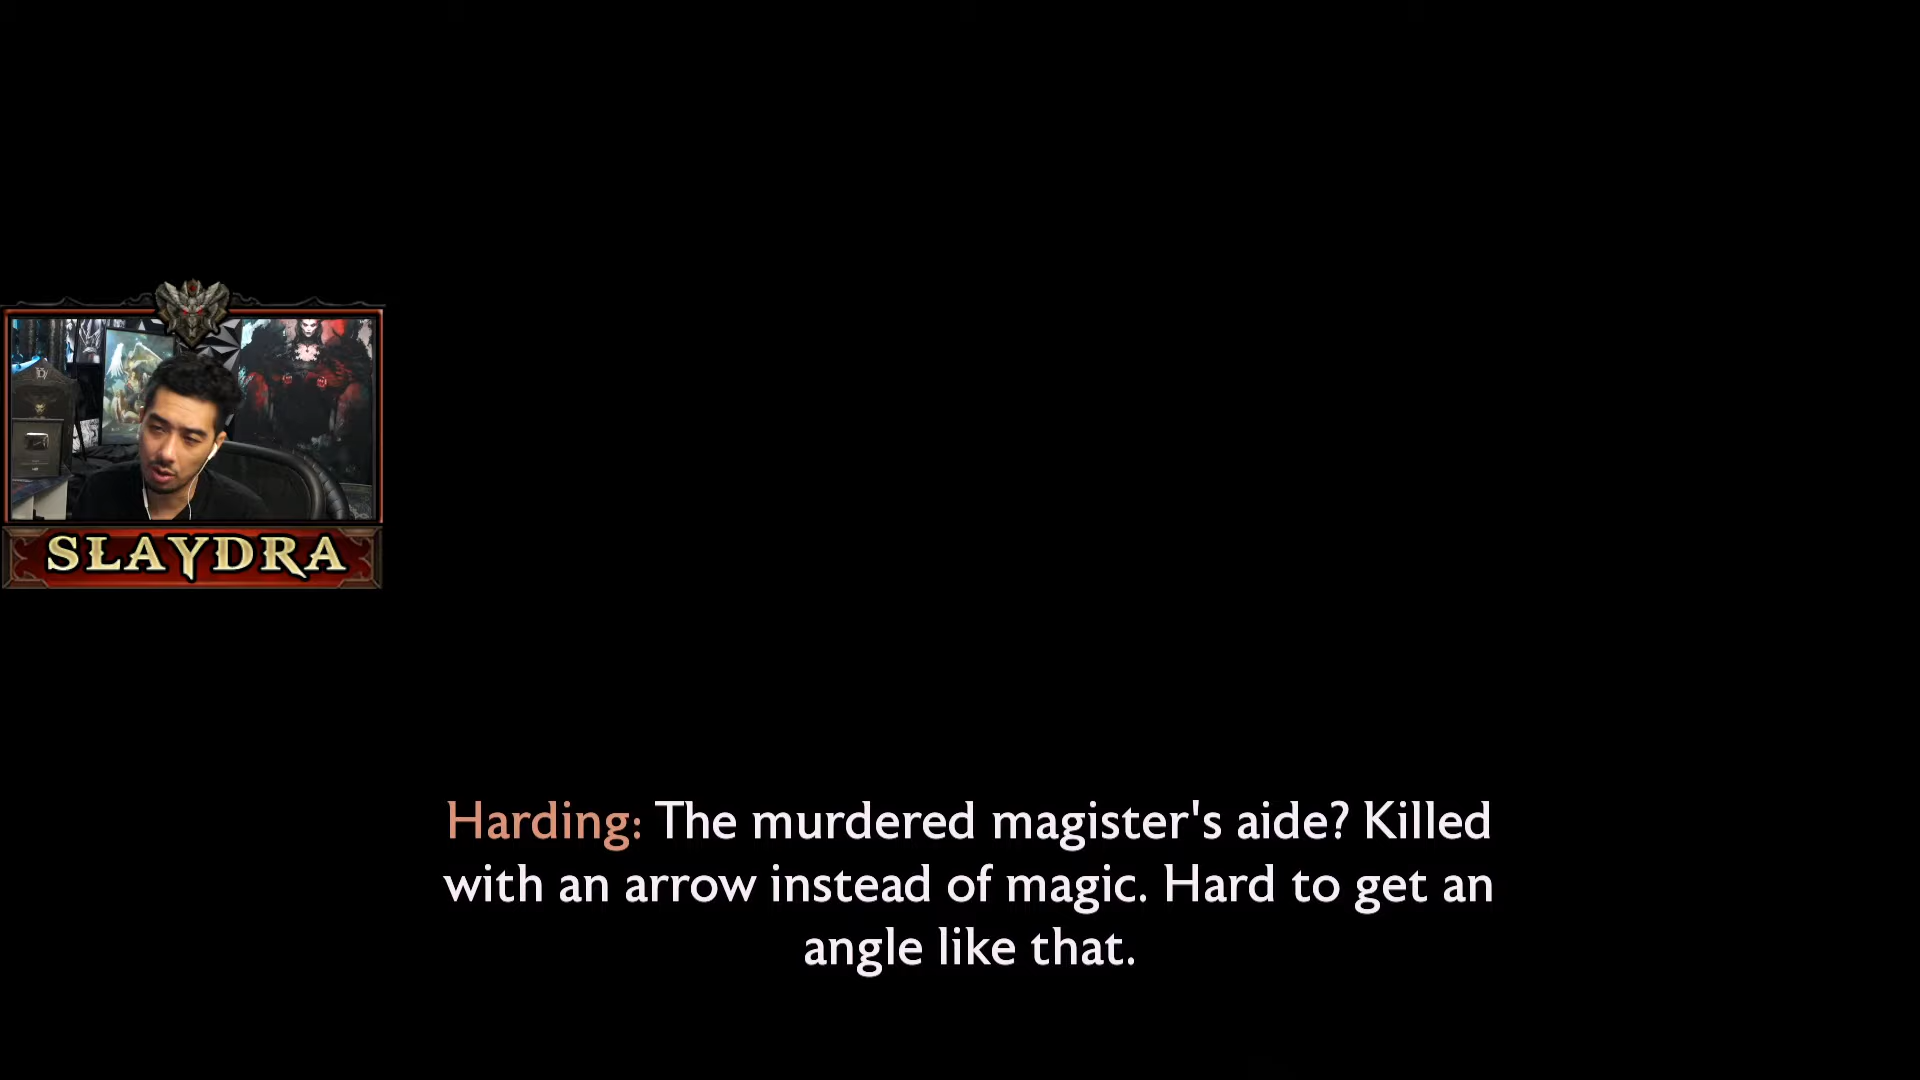 SLAYDRA
Harding: The murdered magister's aide? Killed
with an arrow instead of magic. Hard to get an
angle like that.